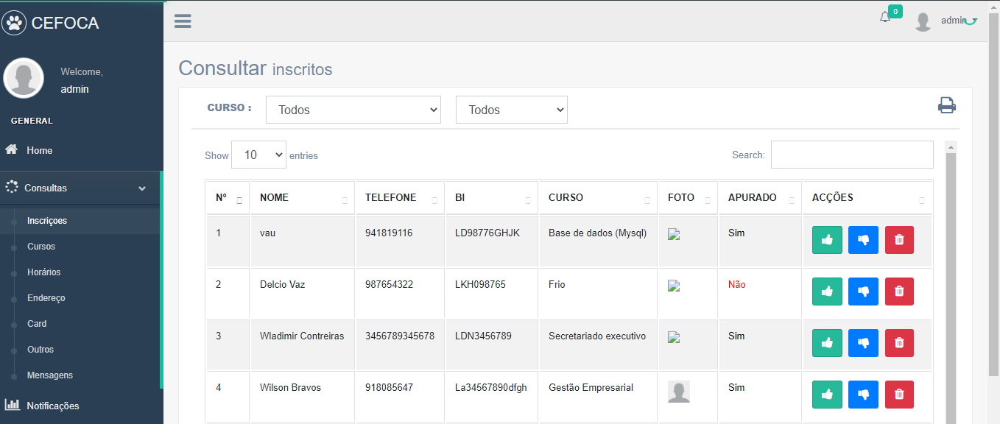 CEFOCA
0
admin
Welcome,
admin
GENERAL
Home
Consultas
Inscriçoes
Cursos
Horários
Endereço
Card
Outros
Mensagens
Notificações
Consultar inscritos
CURSO : Todos Todos
Show 10 entries Search:
Nº NOME TELEFONE BI CURSO FOTO APURADO ACÇÕES
1 vau 941819116 LD98776GHJK Base de dados (Mysql) Sim
2 Delcio Vaz 987654322 LKH098765 Frio Não
3 Wladimir Contreiras 3456789345678 LDN3456789 Secretariado executivo Sim
4 Wilson Bravos 918085647 La34567890dfgh Gestão Empresarial Sim